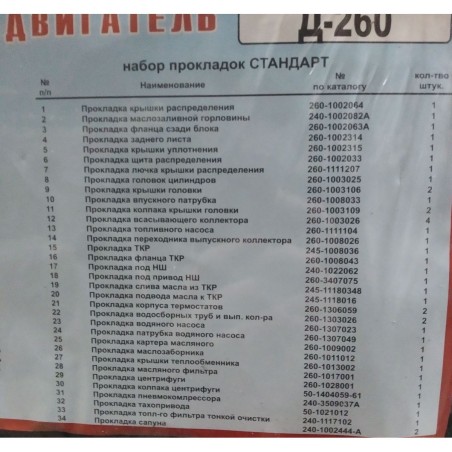 ДВИГАТЕЛЬ Д-260
набор прокладок СТАНДАРТ
№ п/п Наименование № по каталогу кол-тво штук.
1 Прокладка крышки распределения 260-1002064 1
2 Прокладка маслозаливной горловины 240-1002082А 1
3 Прокладка фланца сзади блока 260-1002063А 1
4 Прокладка заднего листа 260-1002314 1
5 Прокладка крышки уплотнения 260-1002315 1
6 Прокладка щита распределения 260-1002033 1
7 Прокладка лючка крышки распределения 260-1111207 1
8 Прокладка головок цилиндров 260-1003025 1
9 Прокладка крышки головки 260-1003106 2
10 Прокладка впускного патрубка 260-1008033 1
11 Прокладка колпака крышки головки 260-1003109 2
12 Прокладка всасывающего коллектора 260-1003026 4
13 Прокладка топливного насоса 260-1111104 1
14 Прокладка переходника выпускного коллектора 260-1008026 1
15 Прокладка ТКР 245-1008036 1
16 Прокладка фланца ТКР 260-1008043 1
17 Прокладка под НШ 240-1022062 1
18 Прокладка под привод НШ 260-3407075 1
19 Прокладка слива масла из ТКР 245-11180348 1
20 Прокладка подвода масла к ТКР 245-1118016 1
21 Прокладка корпуса термостатов 260-1306059 2
22 Прокладка водосборных труб и вып. кол-ра 260-1303026 2
23 Прокладка водяного насоса 240-1307023 1
24 Прокладка патрубка водяного насоса 260-1307049 1
25 Прокладка картера масляного 260-1009002 1
26 Прокладка маслозаборника 260-1011012 1
27 Прокладка крышки теплообменника 260-1013002 1
28 Прокладка масляного фильтра 260-1017001 1
29 Прокладка центрифуги 260-1028001 1
30 Прокладка колпака центрифуги 50-1404059-61 1
31 Прокладка пневмокомпрессора 240-3509037А 1
32 Прокладка тахопривода 50-1021012 1
33 Прокладка топл-го фильтра тонкой очистки 240-1117102 1
34 Прокладка сапуна 240-1002444-А 2